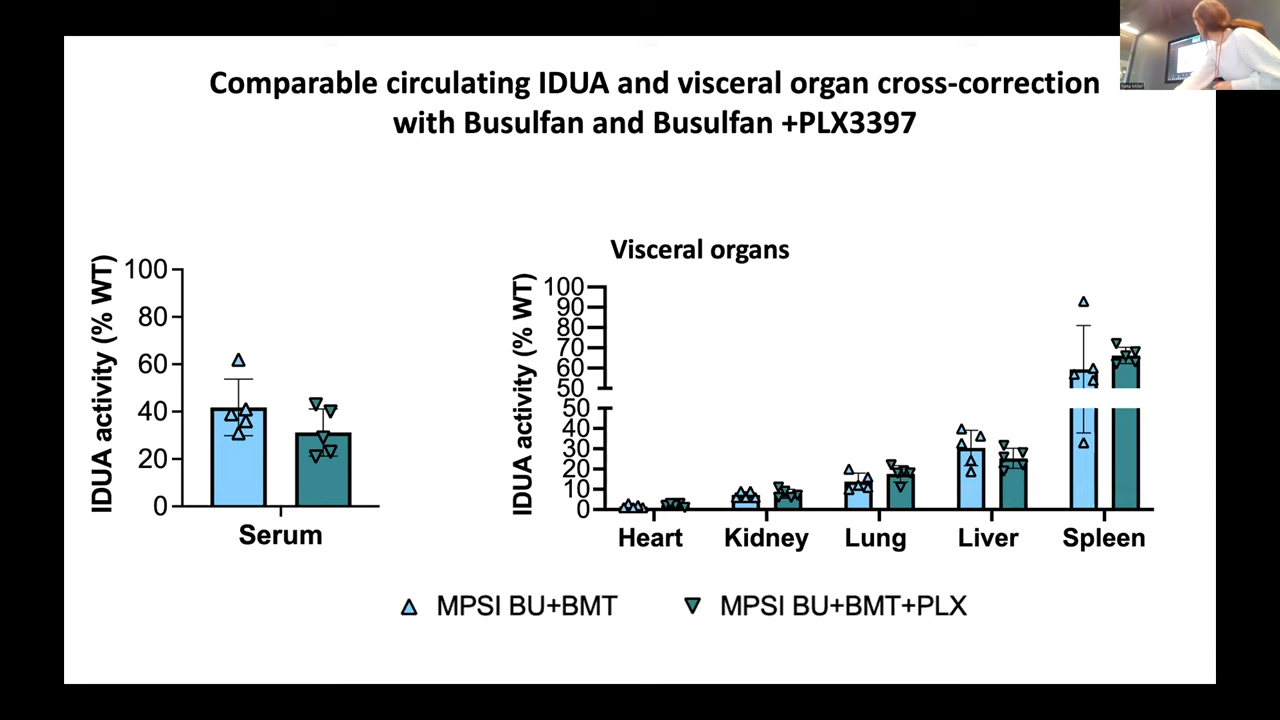 Comparable circulating IDUA and visceral organ cross-correction
with Busulfan and Busulfan +PLX3397
IDUA activity (% WT)
100
80
60
40
20
0
Serum
Visceral organs
IDUA activity (% WT)
100
90
80
70
60
50
50
40
30
20
10
0
Heart Kidney Lung Liver Spleen
MPSI BU+BMT MPSI BU+BMT+PLX